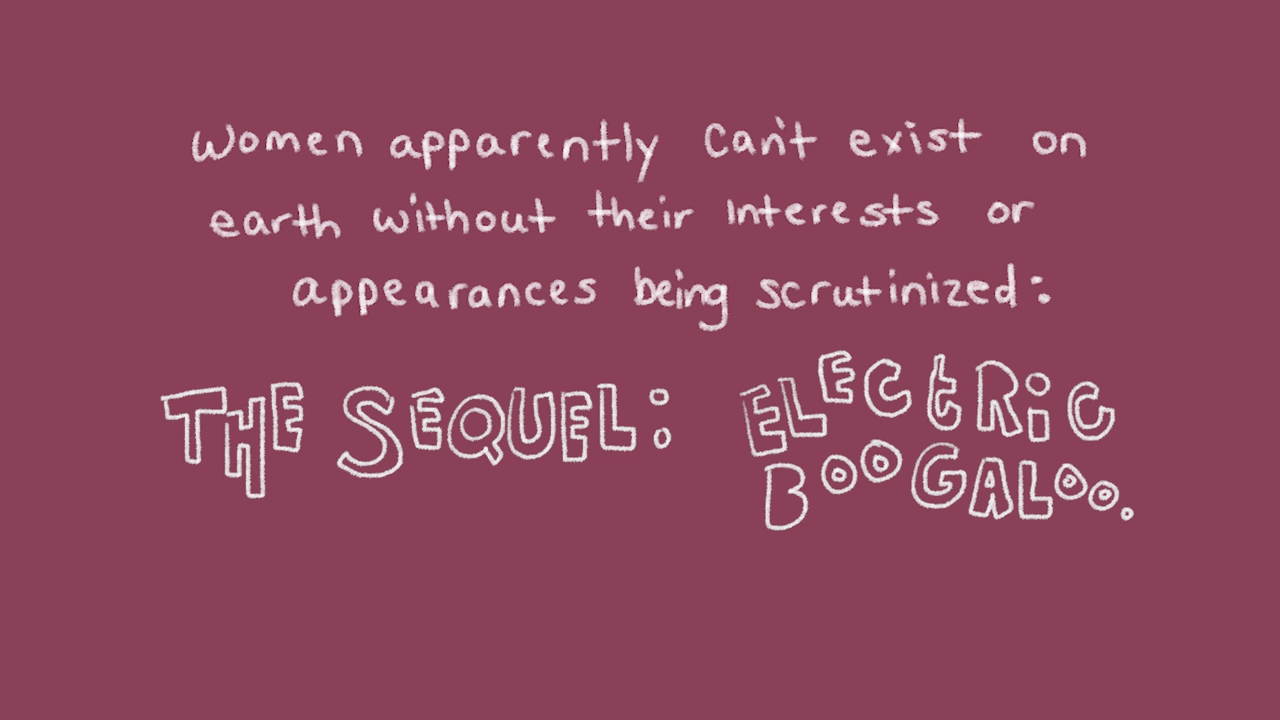 Women apparently can't exist on
earth without their interests or
appearances being scrutinized:
THE SEQUEL: ELECtRiC
BOOGALOO.